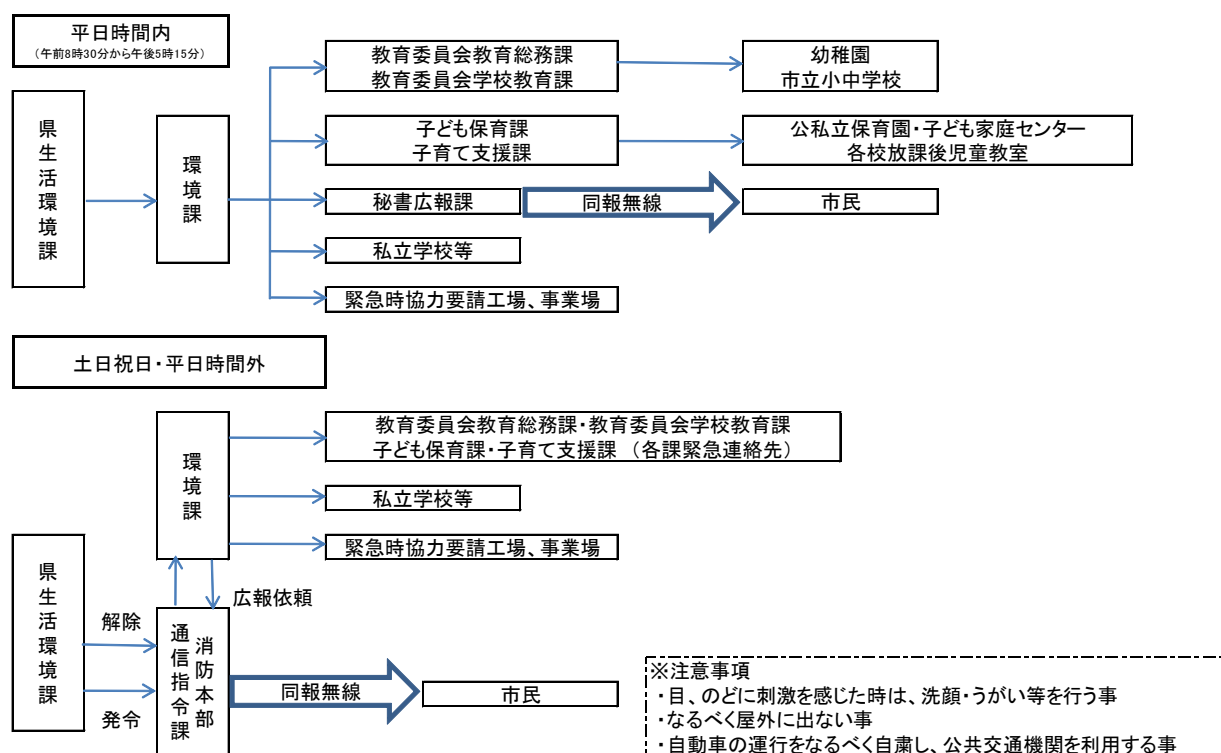 平日時間内
（午前8時30分から午後5時15分）
県生活環境課
環境課
教育委員会教育総務課
教育委員会学校教育課
幼稚園
市立小中学校
子ども保育課
子育て支援課
公私立保育園・子ども家庭センター
各校放課後児童教室
秘書広報課
同報無線
市民
私立学校等
緊急時協力要請工場、事業場
土日祝日・平日時間外
環境課
教育委員会教育総務課・教育委員会学校教育課
子ども保育課・子育て支援課　（各課緊急連絡先）
私立学校等
緊急時協力要請工場、事業場
県生活環境課
解除
発令
広報依頼
消防本部
通信指令課
同報無線
市民
※注意事項
・目、のどに刺激を感じた時は、洗顔・うがい等を行う事
・なるべく屋外に出ない事
・自動車の運行をなるべく自粛し、公共交通機関を利用する事